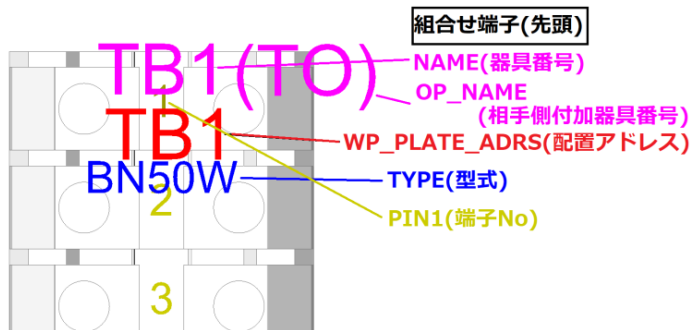 組合せ端子(先頭)
TB1(TO)
NAME(器具番号)
OP_NAME
(相手側付加器具番号)
1
TB1
WP_PLATE_ADRS(配置アドレス)
BN50W
TYPE(型式)
2
PIN1(端子No)
3